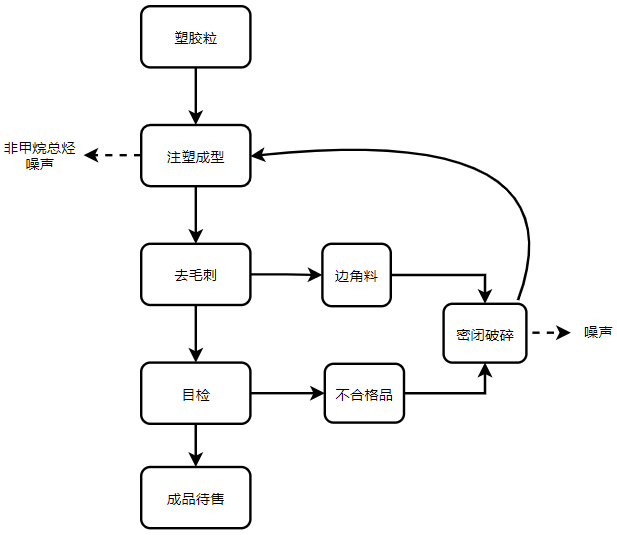 塑胶粒
非甲烷总烃
噪声
注塑成型
去毛刺
边角料
密闭破碎
噪声
目检
不合格品
成品待售